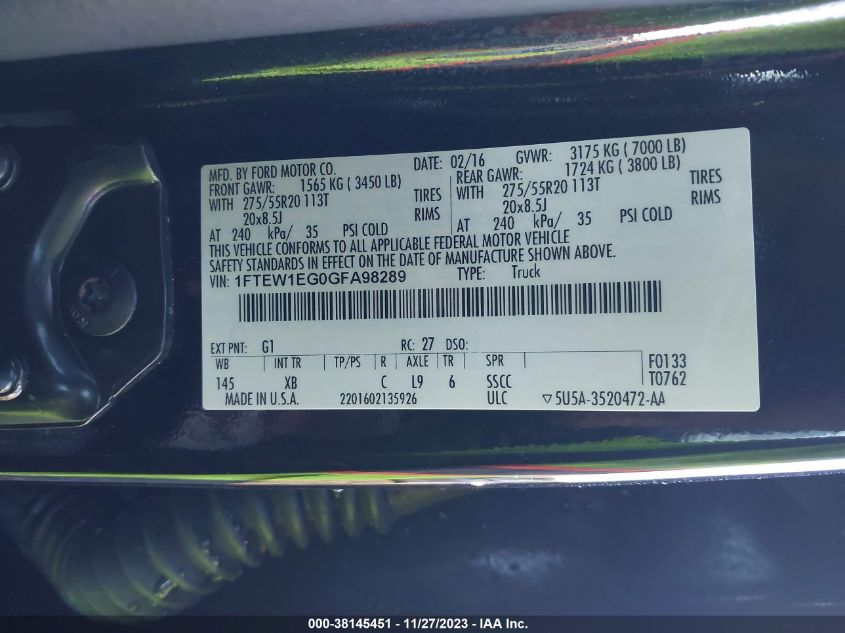 MFD. BY FORD MOTOR CO. DATE: 02/16 GVWR: 3175 KG ( 7000 LB)
FRONT GAWR: 1565 KG ( 3450 LB) REAR GAWR: 1724 KG ( 3800 LB)
WITH 275/55R20 113T TIRES WITH 275/55R20 113T TIRES
20x8.5J RIMS 20x8.5J RIMS
AT 240 kPa/ 35 PSI COLD AT 240 kPa/ 35 PSI COLD
THIS VEHICLE CONFORMS TO ALL APPLICABLE FEDERAL MOTOR VEHICLE
SAFETY STANDARDS IN EFFECT ON THE DATE OF MANUFACTURE SHOWN ABOVE.
VIN: 1FTEW1EG0GFA98289 TYPE: Truck
EXT PNT: G1 RC: 27 DSO:
WB INT TR TP/PS R AXLE TR SPR F0133
145 XB C L9 6 SSCC T0762
MADE IN U.S.A. 2201602135926 ULC ▽5U5A-3520472-AA
000-38145451 - 11/27/2023 - IAA Inc.